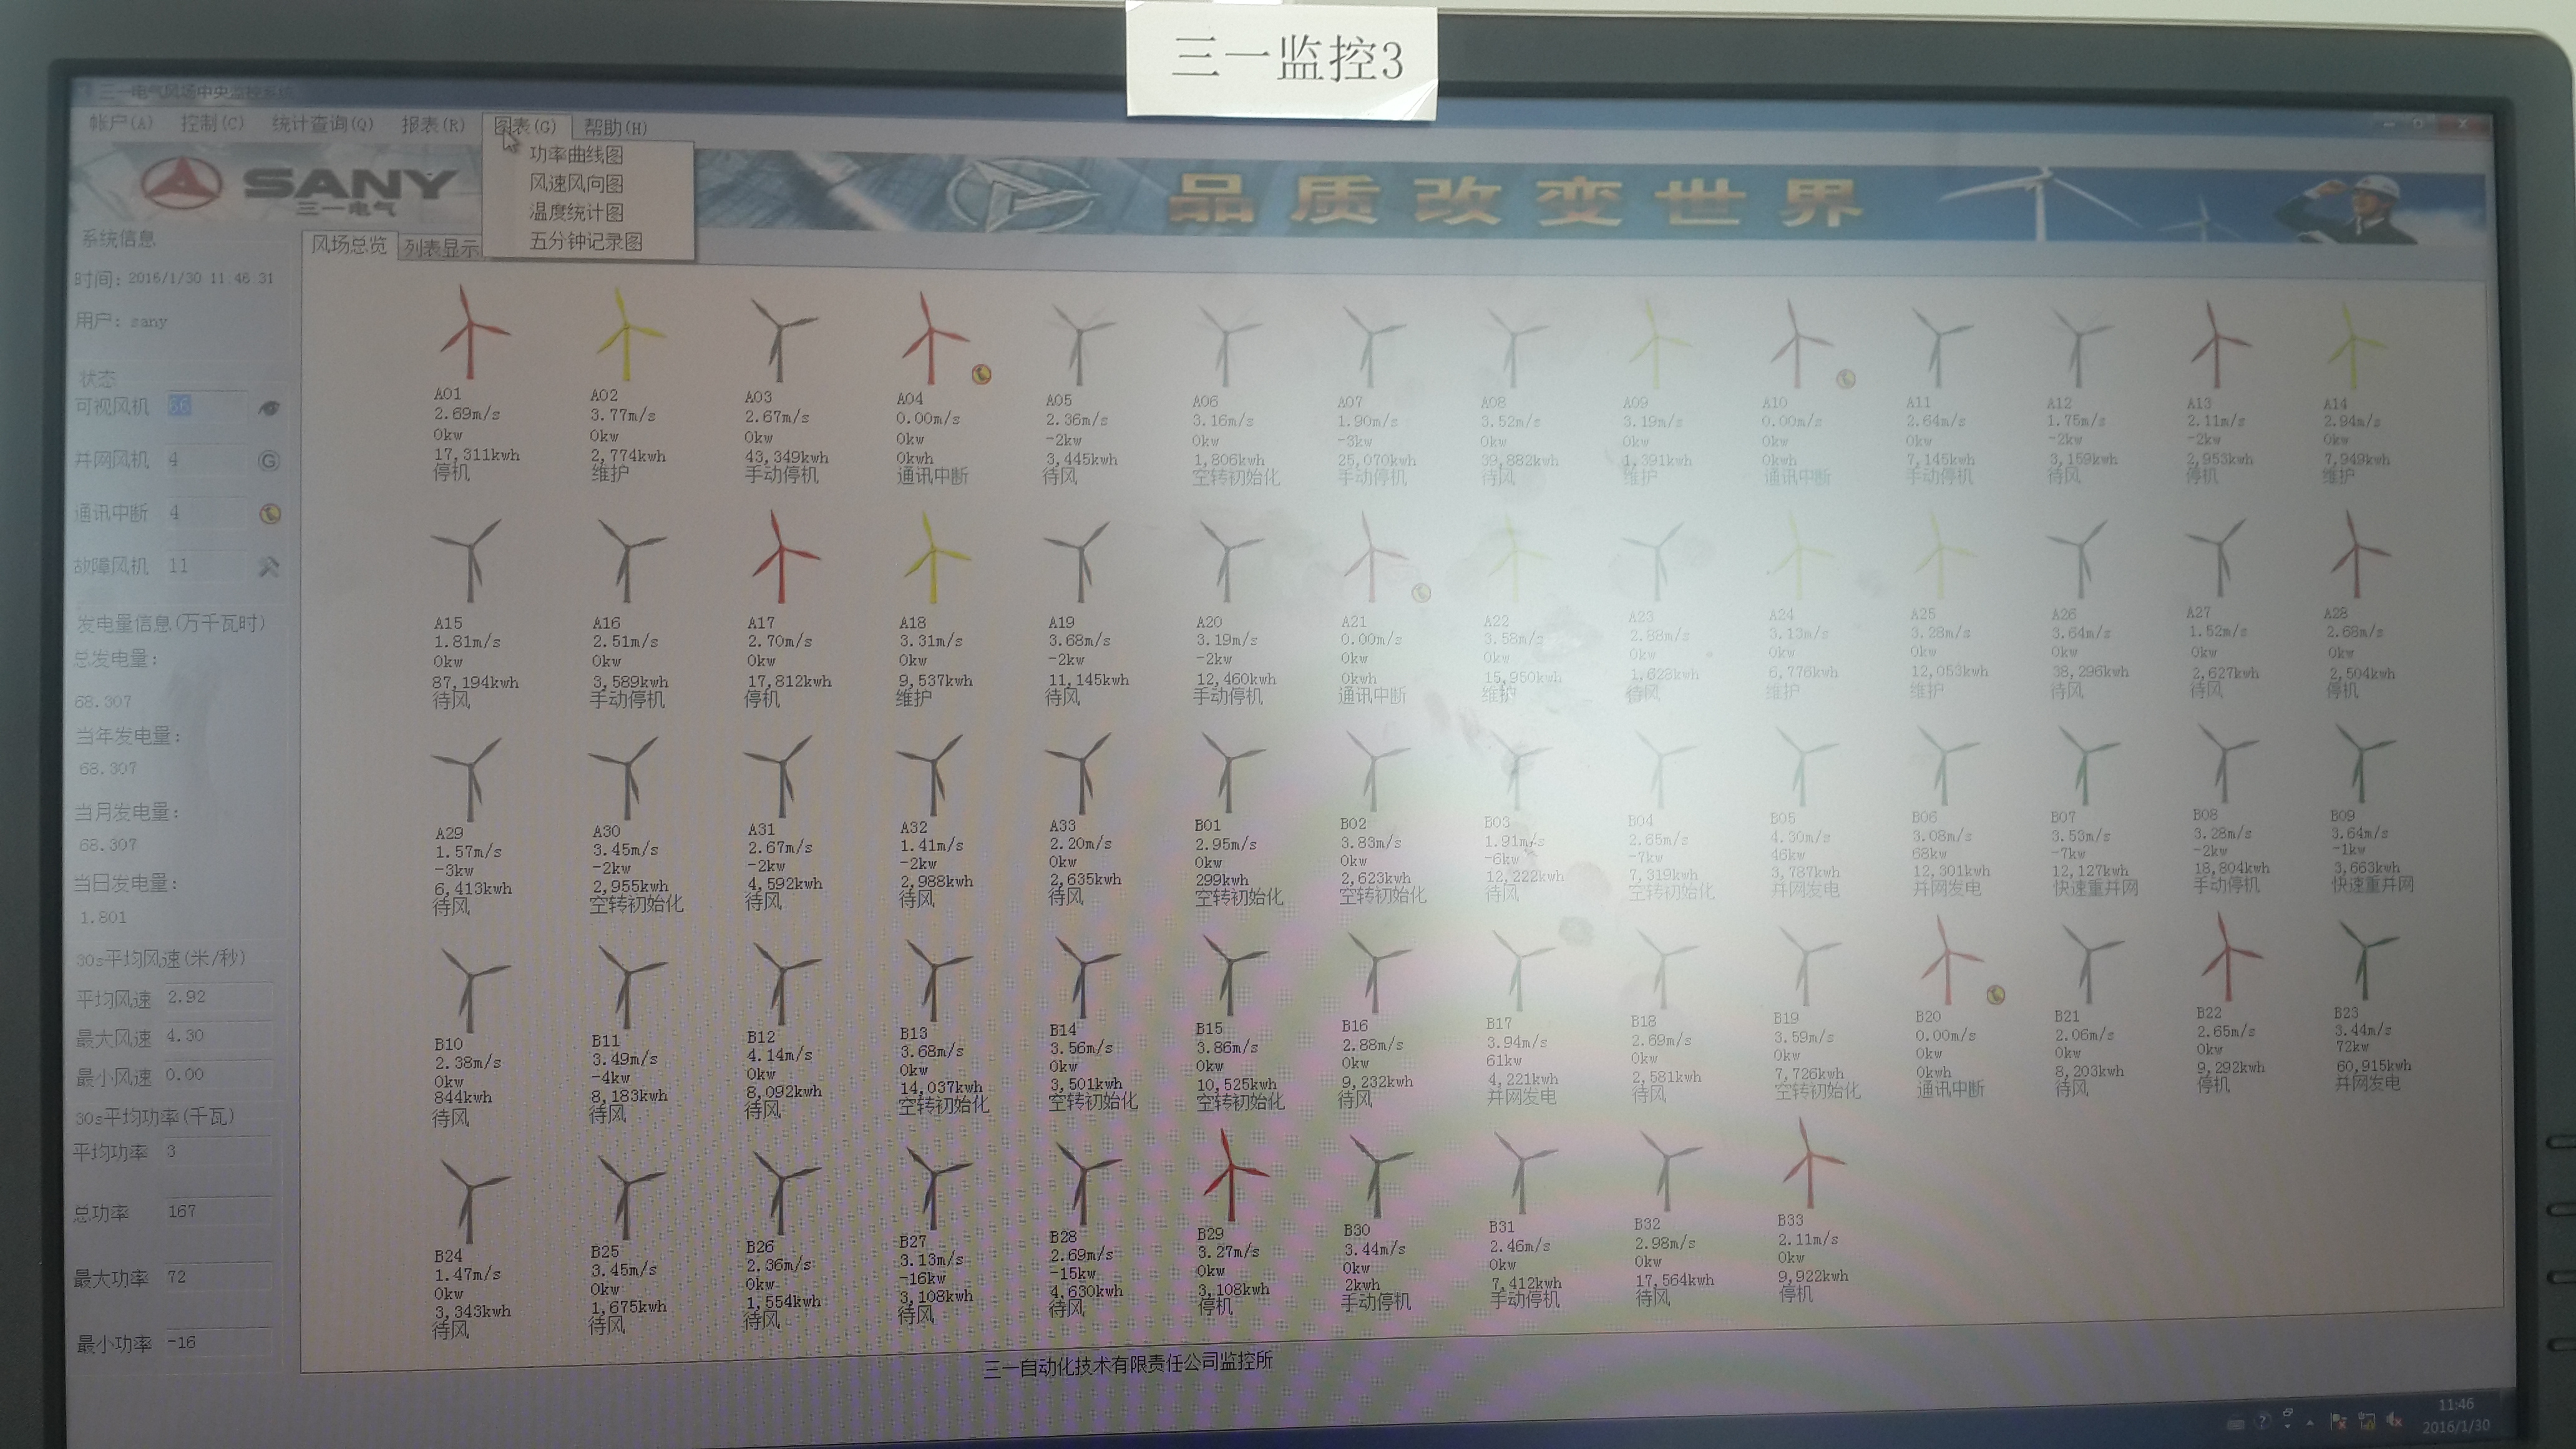 三一监控3
三一电气风场中央监控系统
帐户(A) 控制(C) 统计查询(Q) 报表(R) 图表(G) 帮助(H)
功率曲线图
风速风向图
温度统计图
五分钟记录图
SANY
三一电气
品质改变世界
系统信息
时间: 2016/1/30 11:46:31
用户: sany
状态
可视风机 66
并网风机 4
通讯中断 4
故障风机 11
发电量信息(万千瓦时)
总发电量:
68.307
当年发电量:
68.307
当月发电量:
68.307
当日发电量:
1.801
30s平均风速(米/秒)
平均风速 2.92
最大风速 4.30
最小风速 0.00
30s平均功率(千瓦)
平均功率 3
总功率 167
最大功率 72
最小功率 -16
风场总览 列表显示
A01 A02 A03 A04 A05 A06 A07 A08 A09 A10 A11 A12 A13 A14
2.69m/s 3.77m/s 2.67m/s 0.00m/s 2.36m/s 3.16m/s 1.90m/s 3.52m/s 3.19m/s 0.00m/s 2.64m/s 1.75m/s 2.11m/s 2.94m/s
0kw 0kw 0kw 0kw -2kw 0kw -3kw 0kw 0kw 0kw 0kw -2kw -2kw 0kw
17,311kwh 2,774kwh 43,349kwh 0kwh 3,445kwh 1,806kwh 25,070kwh 39,882kwh 1,391kwh 0kwh 7,145kwh 3,159kwh 2,953kwh 7,949kwh
停机 维护 手动停机 通讯中断 待风 空转初始化 手动停机 待风 维护 通讯中断 手动停机 待风 停机 维护
A15 A16 A17 A18 A19 A20 A21 A22 A23 A24 A25 A26 A27 A28
1.81m/s 2.51m/s 2.70m/s 3.31m/s 3.68m/s 3.19m/s 0.00m/s 3.58m/s 2.88m/s 3.13m/s 3.28m/s 3.64m/s 1.52m/s 2.68m/s
0kw 0kw 0kw 0kw -2kw -2kw 0kw 0kw 0kw 0kw 0kw 0kw 0kw 0kw
87,194kwh 3,589kwh 17,812kwh 9,537kwh 11,145kwh 12,460kwh 0kwh 15,950kwh 1,628kwh 6,776kwh 12,053kwh 38,296kwh 2,627kwh 2,504kwh
待风 手动停机 停机 维护 待风 手动停机 通讯中断 维护 待风 维护 维护 待风 待风 停机
A29 A30 A31 A32 A33 B01 B02 B03 B04 B05 B06 B07 B08 B09
1.57m/s 3.45m/s 2.67m/s 1.41m/s 2.20m/s 2.95m/s 3.83m/s 1.91m/s 2.65m/s 4.30m/s 3.08m/s 3.53m/s 3.28m/s 3.64m/s
-3kw -2kw -2kw -2kw 0kw 0kw 0kw -6kw -7kw 46kw 68kw -7kw -2kw -1kw
6,413kwh 2,955kwh 4,592kwh 2,988kwh 2,635kwh 299kwh 2,623kwh 12,222kwh 7,319kwh 3,787kwh 12,301kwh 12,127kwh 18,804kwh 3,663kwh
待风 空转初始化 待风 待风 待风 空转初始化 空转初始化 待风 空转初始化 并网发电 并网发电 快速重并网 手动停机 快速重并网
B10 B11 B12 B13 B14 B15 B16 B17 B18 B19 B20 B21 B22 B23
2.38m/s 3.49m/s 4.14m/s 3.68m/s 3.56m/s 3.86m/s 2.88m/s 3.94m/s 2.69m/s 3.59m/s 0.00m/s 2.06m/s 2.65m/s 3.44m/s
0kw -4kw 0kw 0kw 0kw 0kw 0kw 61kw 0kw 0kw 0kw 0kw 0kw 72kw
844kwh 8,183kwh 8,092kwh 14,037kwh 3,501kwh 10,525kwh 9,232kwh 4,221kwh 2,581kwh 7,726kwh 0kwh 8,203kwh 9,292kwh 60,915kwh
待风 待风 待风 空转初始化 空转初始化 空转初始化 待风 并网发电 待风 空转初始化 通讯中断 待风 停机 并网发电
B24 B25 B26 B27 B28 B29 B30 B31 B32 B33
1.47m/s 3.45m/s 2.36m/s 3.13m/s 2.69m/s 3.27m/s 3.44m/s 2.46m/s 2.98m/s 2.11m/s
0kw 0kw 0kw -16kw -15kw 0kw 0kw 0kw 0kw 0kw
3,343kwh 1,675kwh 1,554kwh 3,108kwh 4,630kwh 3,108kwh 2kwh 7,412kwh 17,564kwh 9,922kwh
待风 待风 待风 待风 待风 停机 手动停机 手动停机 待风 停机
三一自动化技术有限责任公司监控所
11:46
2016/1/30